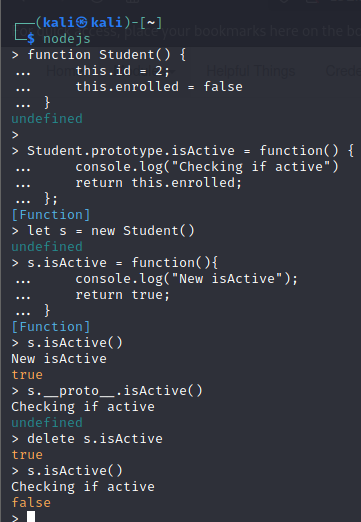 ┌──(kali㉿kali)-[~]
└─$ nodejs
> function Student() {
...     this.id = 2;
...     this.enrolled = false
... }
undefined
>
> Student.prototype.isActive = function() {
...     console.log("Checking if active")
...     return this.enrolled;
... };
[Function]
> let s = new Student()
undefined
> s.isActive = function(){
...     console.log("New isActive");
...     return true;
... }
[Function]
> s.isActive()
New isActive
true
> s.__proto__.isActive()
Checking if active
undefined
> delete s.isActive
true
> s.isActive()
Checking if active
false
>